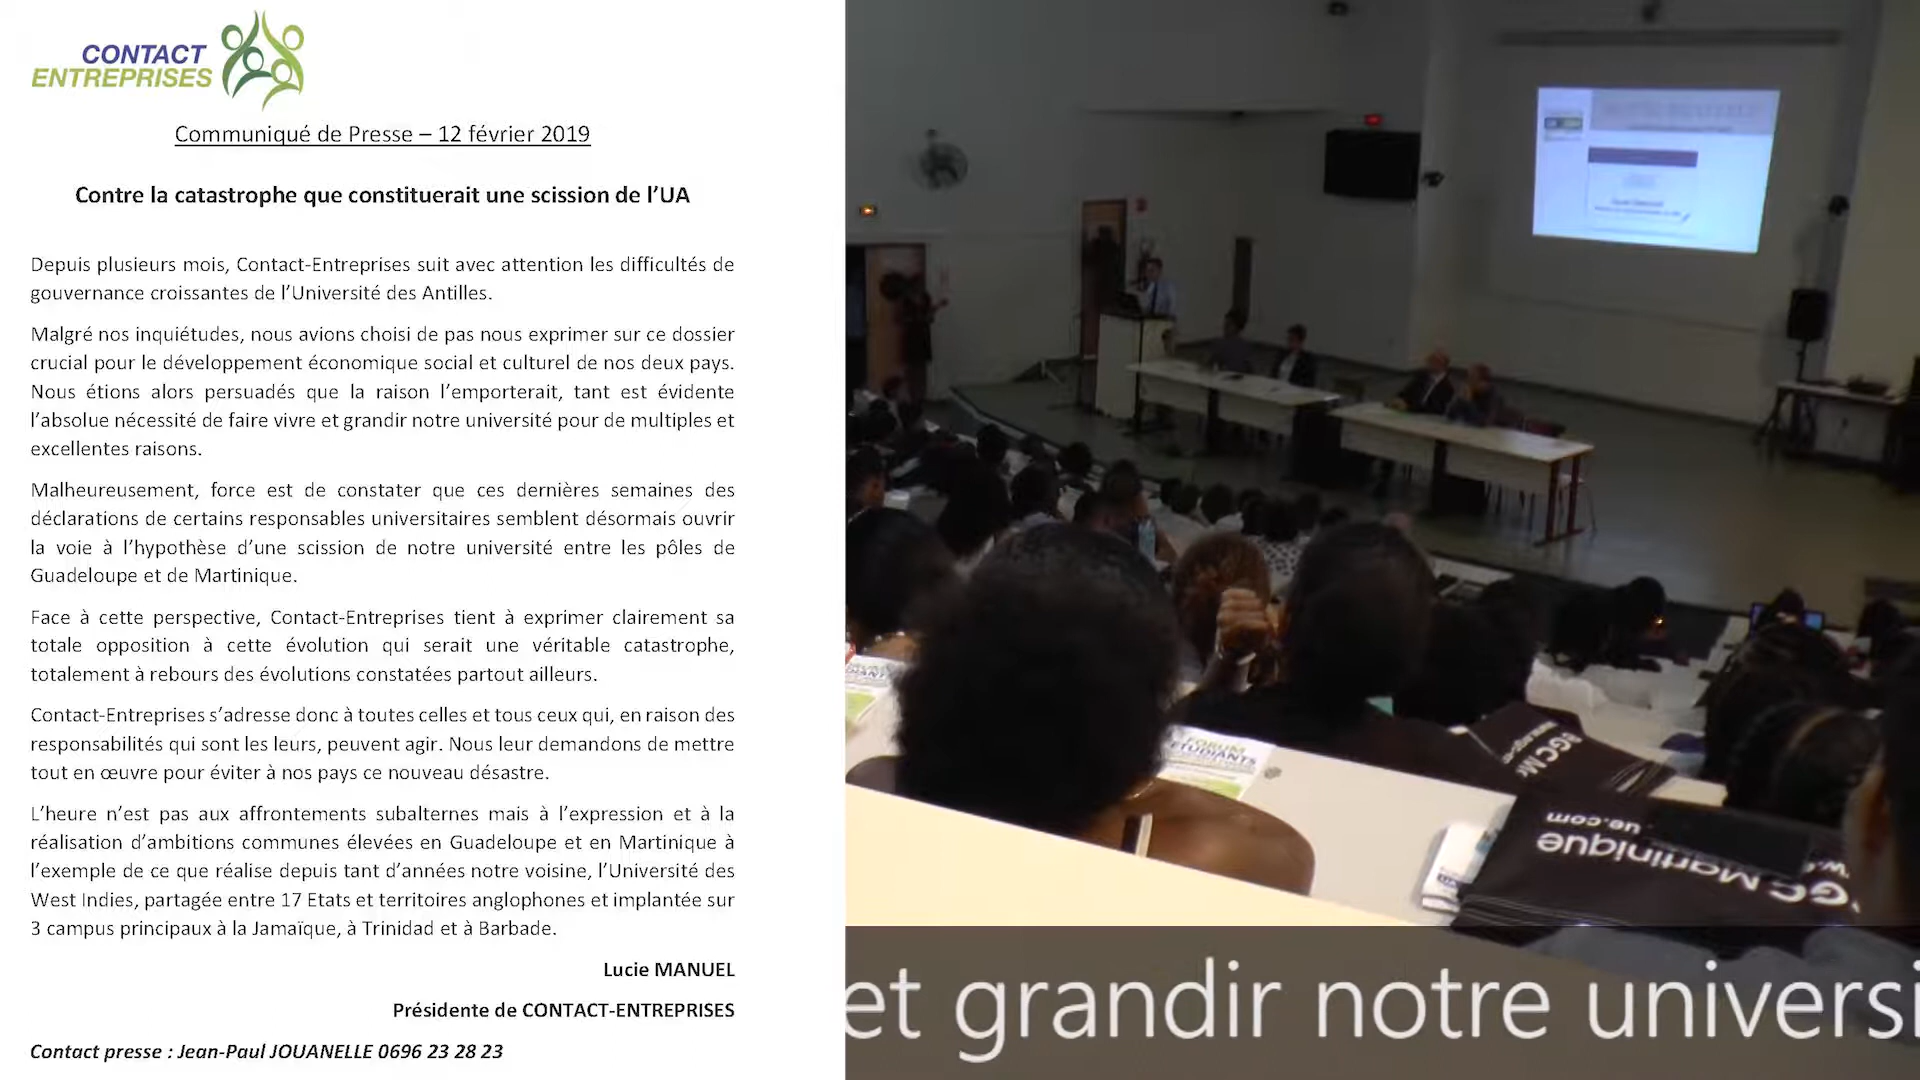 CONTACT
ENTREPRISES
Communiqué de Presse – 12 février 2019
Contre la catastrophe que constituerait une scission de l’UA
Depuis plusieurs mois, Contact-Entreprises suit avec attention les difficultés de
gouvernance croissantes de l’Université des Antilles.
Malgré nos inquiétudes, nous avions choisi de pas nous exprimer sur ce dossier
crucial pour le développement économique social et culturel de nos deux pays.
Nous étions alors persuadés que la raison l’emporterait, tant est évidente
l’absolue nécessité de faire vivre et grandir notre université pour de multiples et
excellentes raisons.
Malheureusement, force est de constater que ces dernières semaines des
déclarations de certains responsables universitaires semblent désormais ouvrir
la voie à l’hypothèse d’une scission de notre université entre les pôles de
Guadeloupe et de Martinique.
Face à cette perspective, Contact-Entreprises tient à exprimer clairement sa
totale opposition à cette évolution qui serait une véritable catastrophe,
totalement à rebours des évolutions constatées partout ailleurs.
Contact-Entreprises s’adresse donc à toutes celles et tous ceux qui, en raison des
responsabilités qui sont les leurs, peuvent agir. Nous leur demandons de mettre
tout en œuvre pour éviter à nos pays ce nouveau désastre.
L’heure n’est pas aux affrontements subalternes mais à l’expression et à la
réalisation d’ambitions communes élevées en Guadeloupe et en Martinique à
l’exemple de ce que réalise depuis tant d’années notre voisine, l’Université des
West Indies, partagée entre 17 Etats et territoires anglophones et implantée sur
3 campus principaux à la Jamaïque, à Trinidad et à Barbade.
Lucie MANUEL
Présidente de CONTACT-ENTREPRISES
Contact presse : Jean-Paul JOUANELLE 0696 23 28 23
FORUM
ETUDIANTS
GC Martinique
ue.com
et grandir notre universi